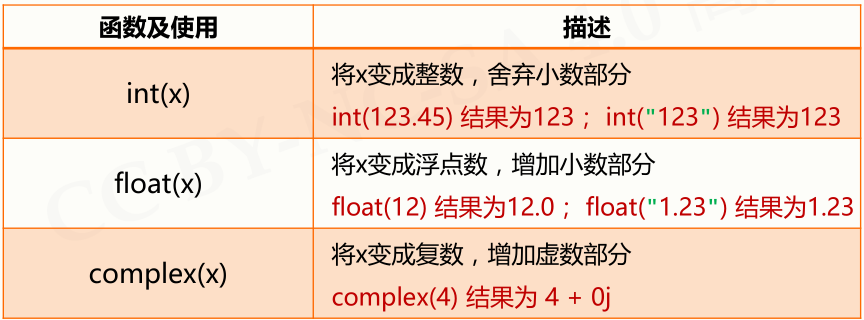 函数及使用 描述
int(x)
将x变成整数，舍弃小数部分
int(123.45) 结果为123； int("123") 结果为123
float(x)
将x变成浮点数，增加小数部分
float(12) 结果为12.0； float("1.23") 结果为1.23
complex(x)
将x变成复数，增加虚数部分
complex(4) 结果为 4 + 0j